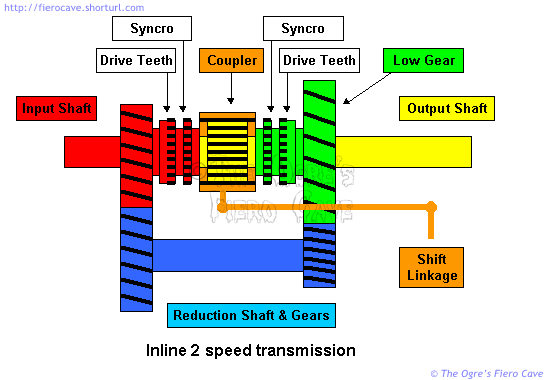 http://fierocave.shorturl.com/
Syncro
Syncro
Drive Teeth
Coupler
Drive Teeth
Low Gear
Input Shaft
Output Shaft
The Ogre's
Fiero Cave
Shift
Linkage
Reduction Shaft & Gears
Inline 2 speed transmission
© The Ogre's Fiero Cave